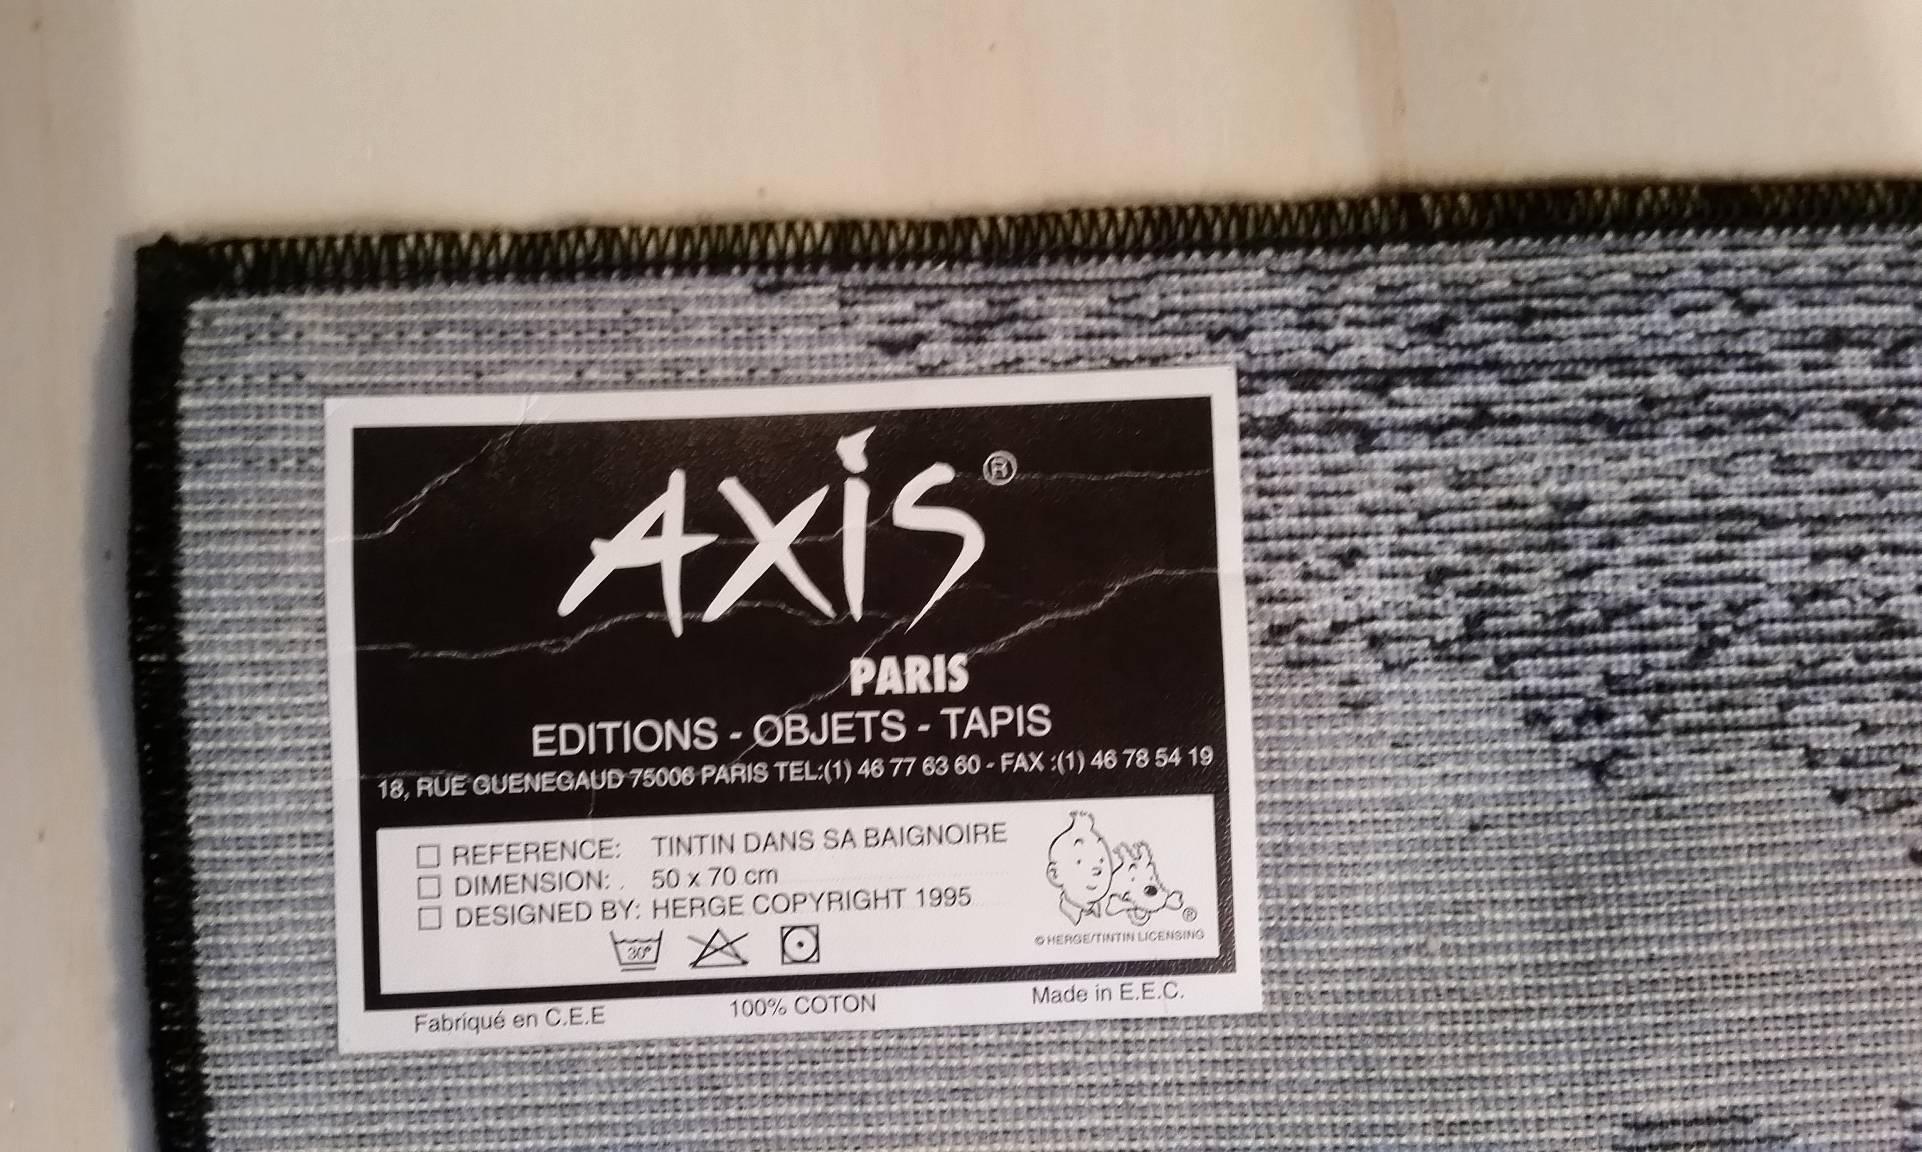 AXIS ®
PARIS
EDITIONS - OBJETS - TAPIS
18, RUE GUENEGAUD 75006 PARIS TEL:(1) 46 77 63 60 - FAX :(1) 46 78 54 19
REFERENCE: TINTIN DANS SA BAIGNOIRE
DIMENSION: . 50 x 70 cm
DESIGNED BY: HERGE COPYRIGHT 1995
®
30°
© HERGE/TINTIN LICENSING
Fabriqué en C.E.E 100% COTON Made in E.E.C.